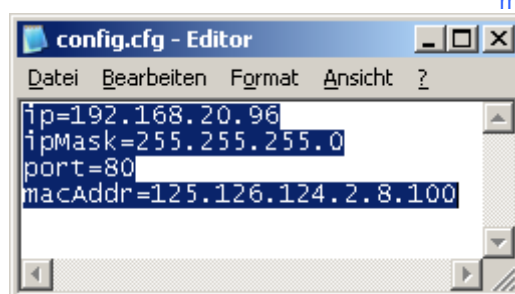 config.cfg - Editor
Datei Bearbeiten Format Ansicht ?
ip=192.168.20.96
ipMask=255.255.255.0
port=80
macAddr=125.126.124.2.8.100